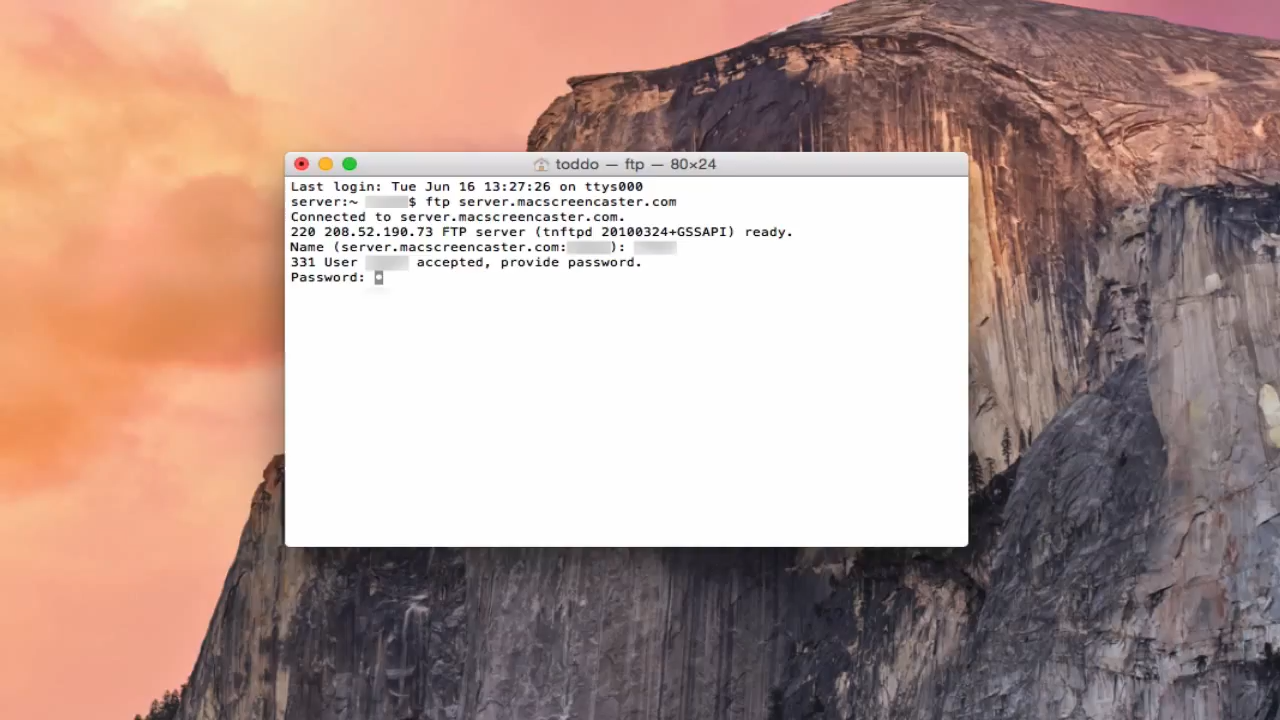 toddo — ftp — 80×24
Last login: Tue Jun 16 13:27:26 on ttys000
server:~ $ ftp server.macscreencaster.com
Connected to server.macscreencaster.com.
220 208.52.190.73 FTP server (tnftpd 20100324+GSSAPI) ready.
Name (server.macscreencaster.com: ):
331 User accepted, provide password.
Password: